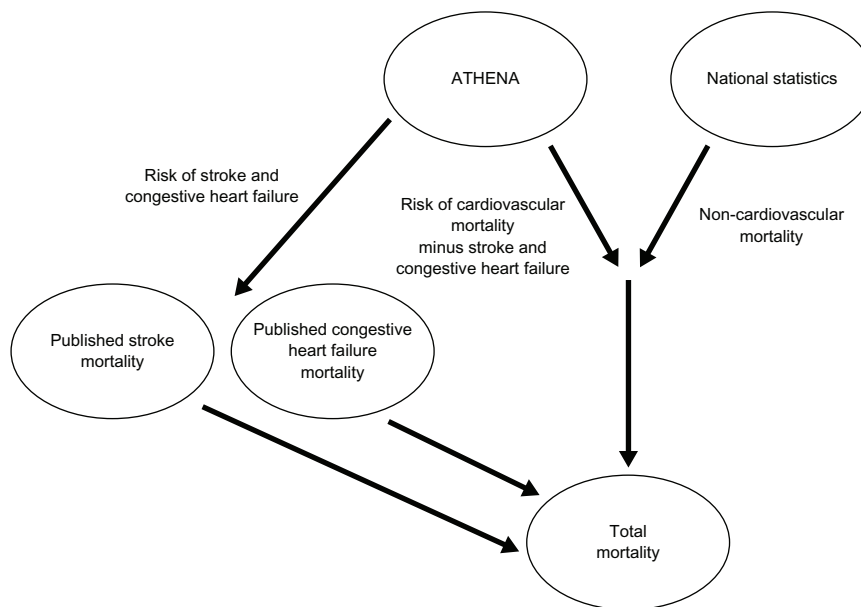 ATHENA
National statistics
Risk of stroke and
congestive heart failure
Risk of cardiovascular
mortality
minus stroke and
congestive heart failure
Non-cardiovascular
mortality
Published stroke
mortality
Published congestive
heart failure
mortality
Total
mortality